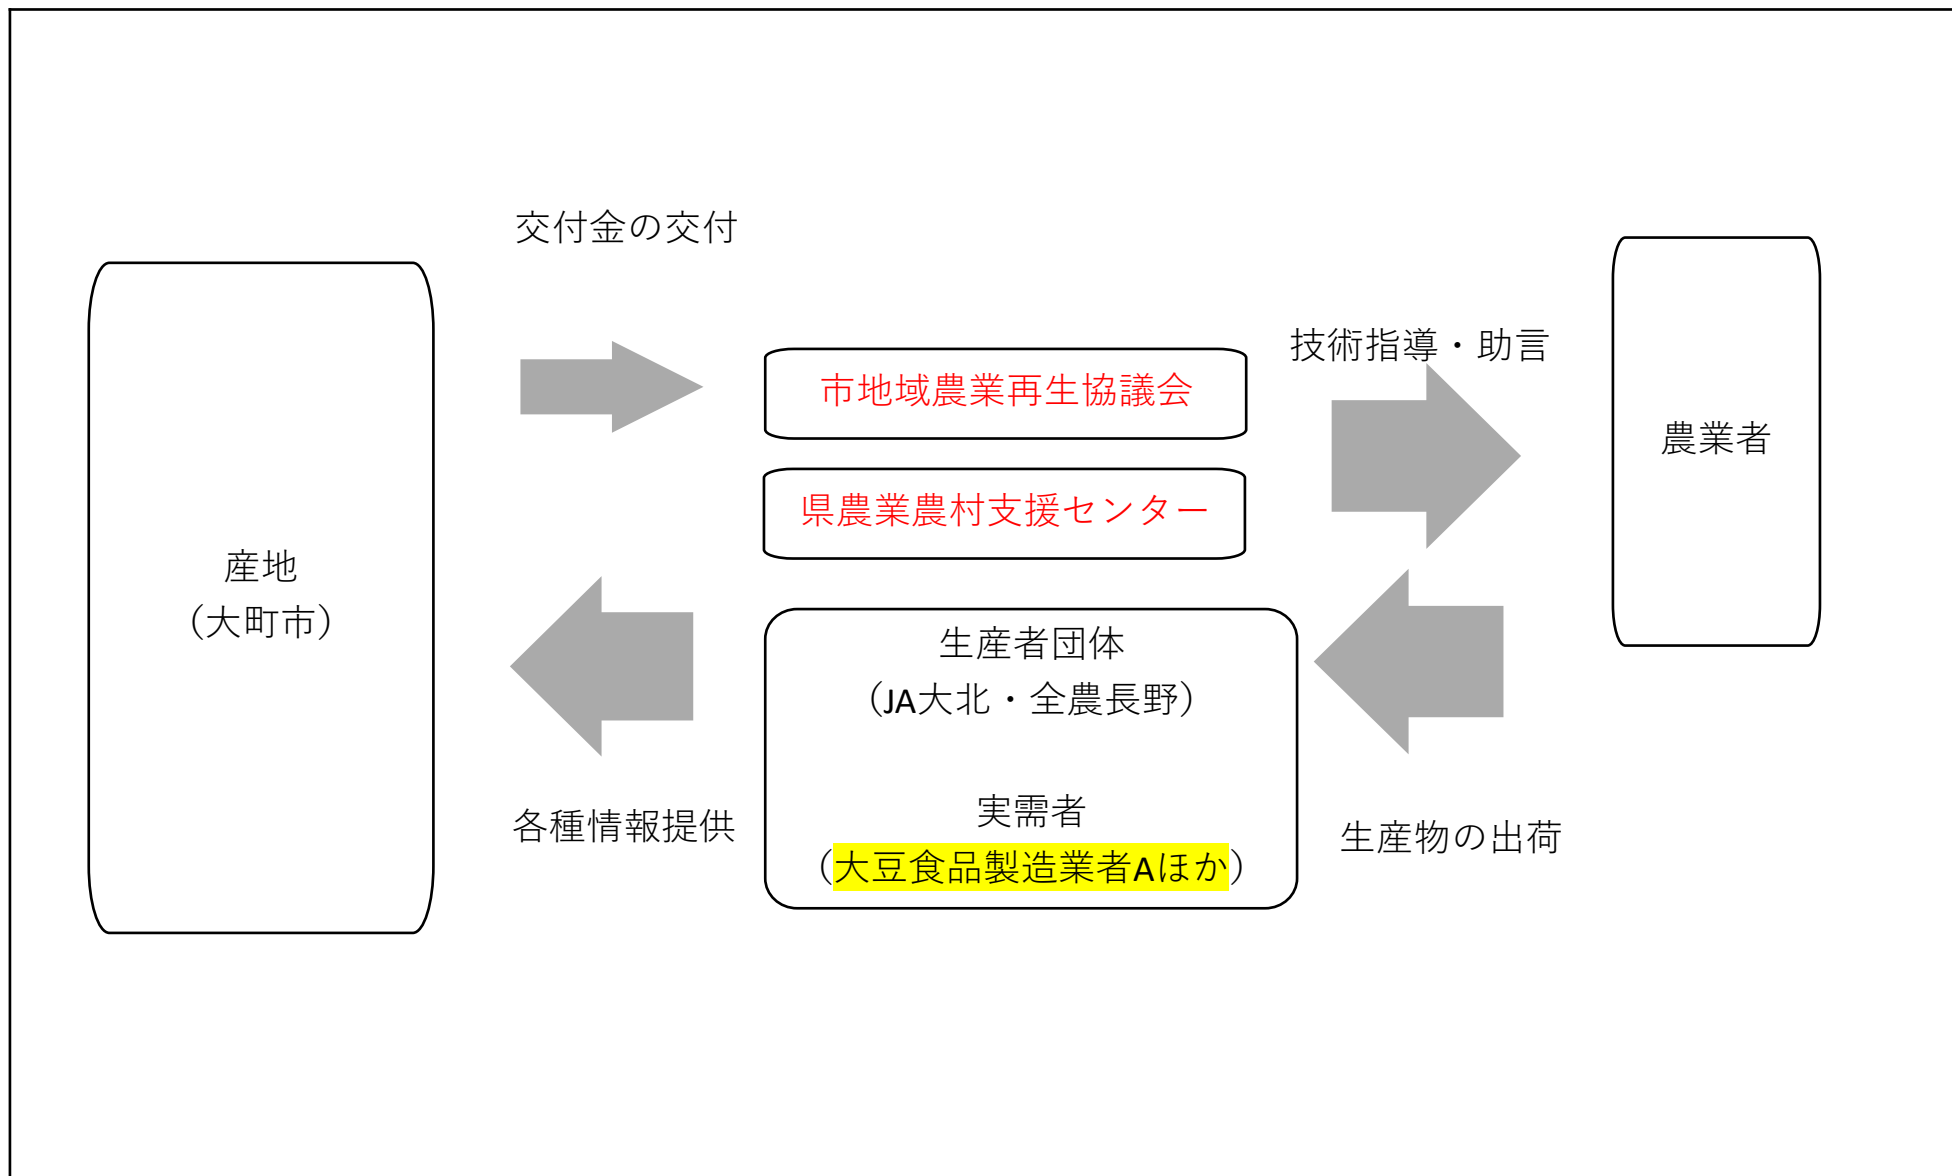 交付金の交付
産地
（大町市）
市地域農業再生協議会
県農業農村支援センター
技術指導・助言
農業者
生産者団体
（JA大北・全農長野）
実需者
（大豆食品製造業者Aほか）
各種情報提供
生産物の出荷